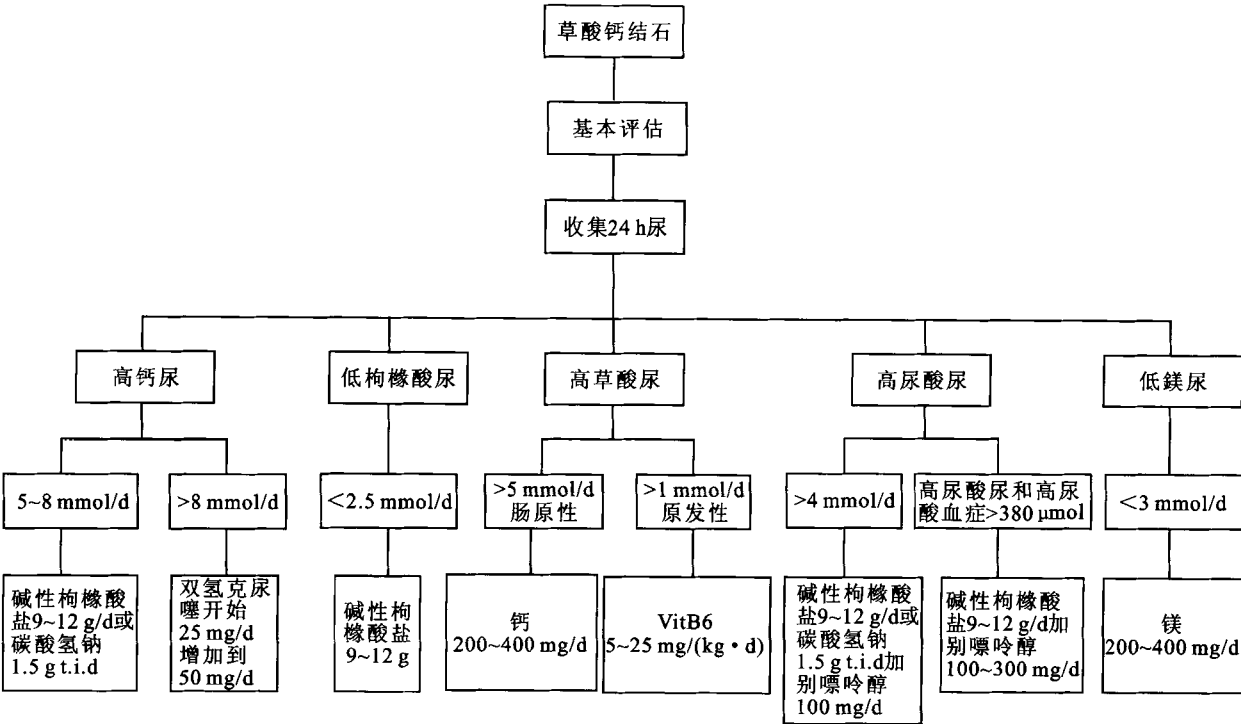 草酸钙结石
基本评估
收集24 h尿
高钙尿
低枸橼酸尿
高草酸尿
高尿酸尿
低鎂尿
5~8 mmol/d
>8 mmol/d
<2.5 mmol/d
>5 mmol/d
肠原性
>1 mmol/d
原发性
>4 mmol/d
高尿酸尿和高尿
酸血症>380 μmol
<3 mmol/d
碱性枸橼酸
盐9~12 g/d或
碳酸氢钠
1.5 g t.i.d
双氢克尿
噻开始
25 mg/d
增加到
50 mg/d
碱性枸
橼酸盐
9~12 g
钙
200~400 mg/d
VitB6
5~25 mg/(kg·d)
碱性枸橼酸
盐9~12 g/d或
碳酸氢钠
1.5 g t.i.d加
别嘌呤醇
100 mg/d
碱性枸橼酸
盐9~12 g/d加
别嘌呤醇
100~300 mg/d
镁
200~400 mg/d